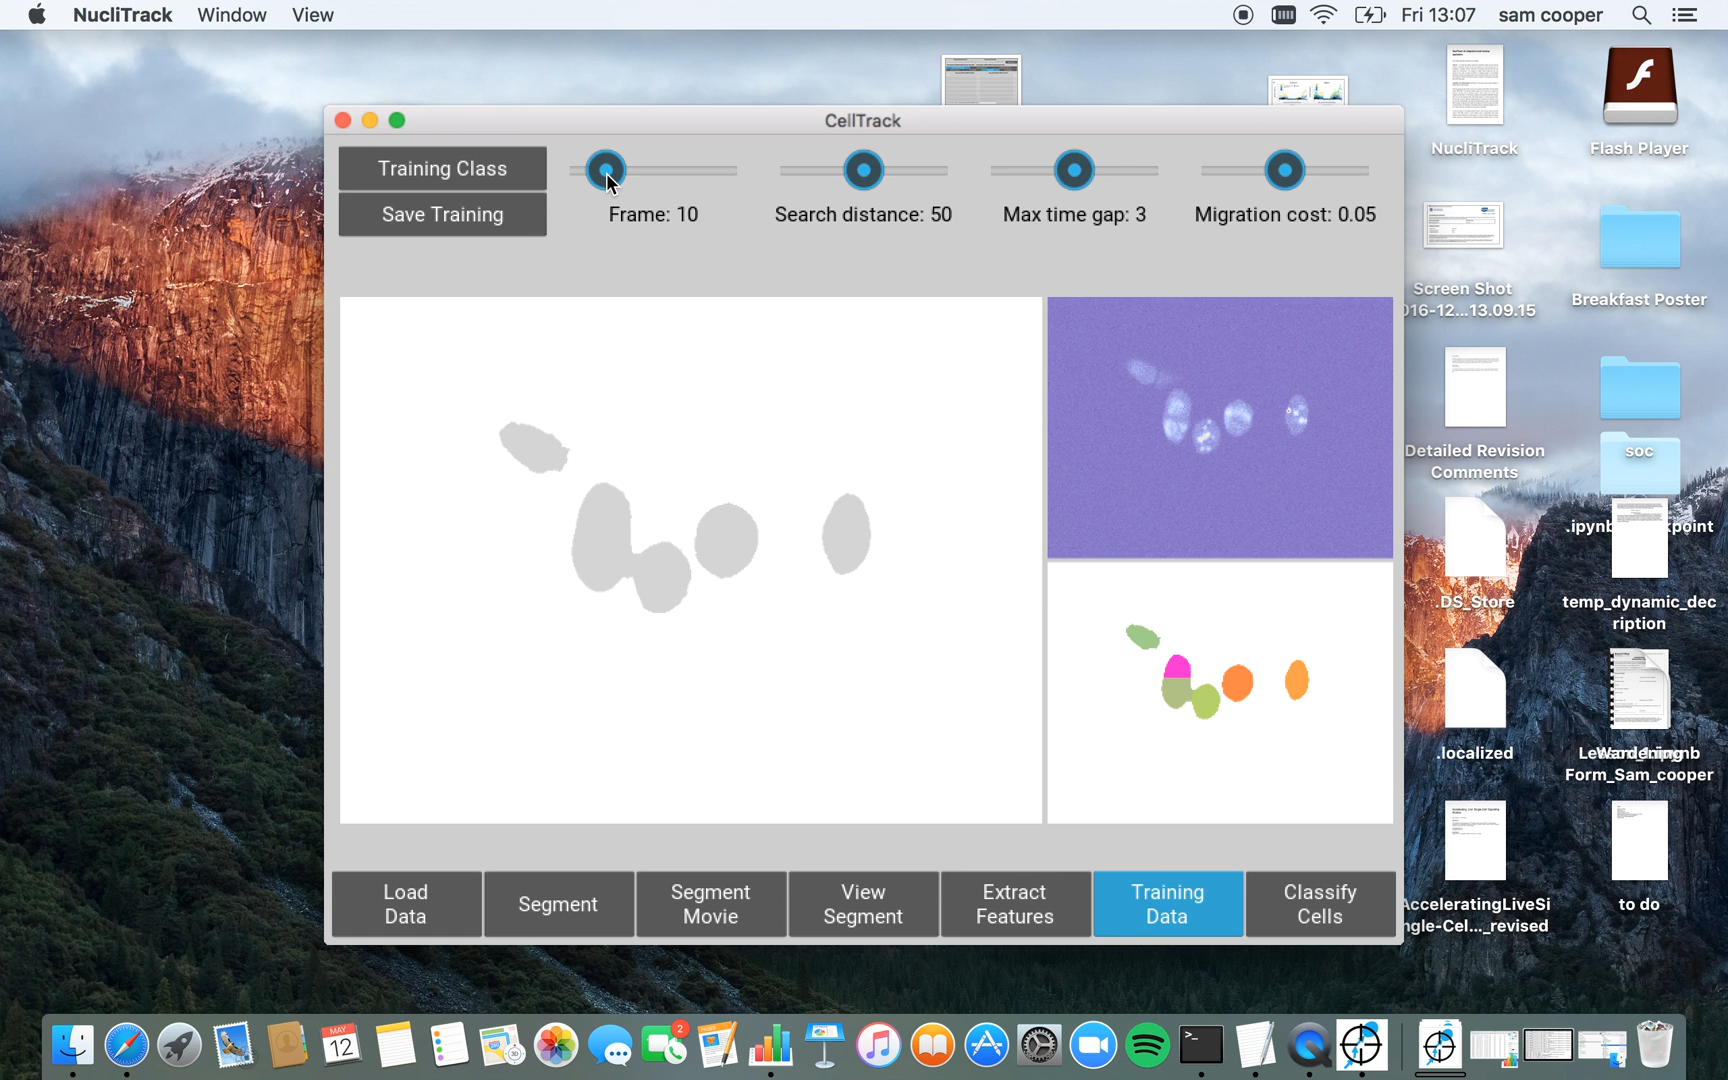 NucliTrack Window View Fri 13:07 sam cooper
CellTrack
Training Class
Save Training
Frame: 10
Search distance: 50
Max time gap: 3
Migration cost: 0.05
Load
Data
Segment
Segment
Movie
View
Segment
Extract
Features
Training
Data
Classify
Cells
NucliTrack
Flash Player
Screen Shot
016-12...13.09.15
Breakfast Poster
Detailed Revision
Comments
soc
.DS_Store
temp_dynamic_dec
ription
.localized
Form_Sam_cooper
AcceleratingLiveSi
ngle-Cel..._revised
to do
MAY
12
2